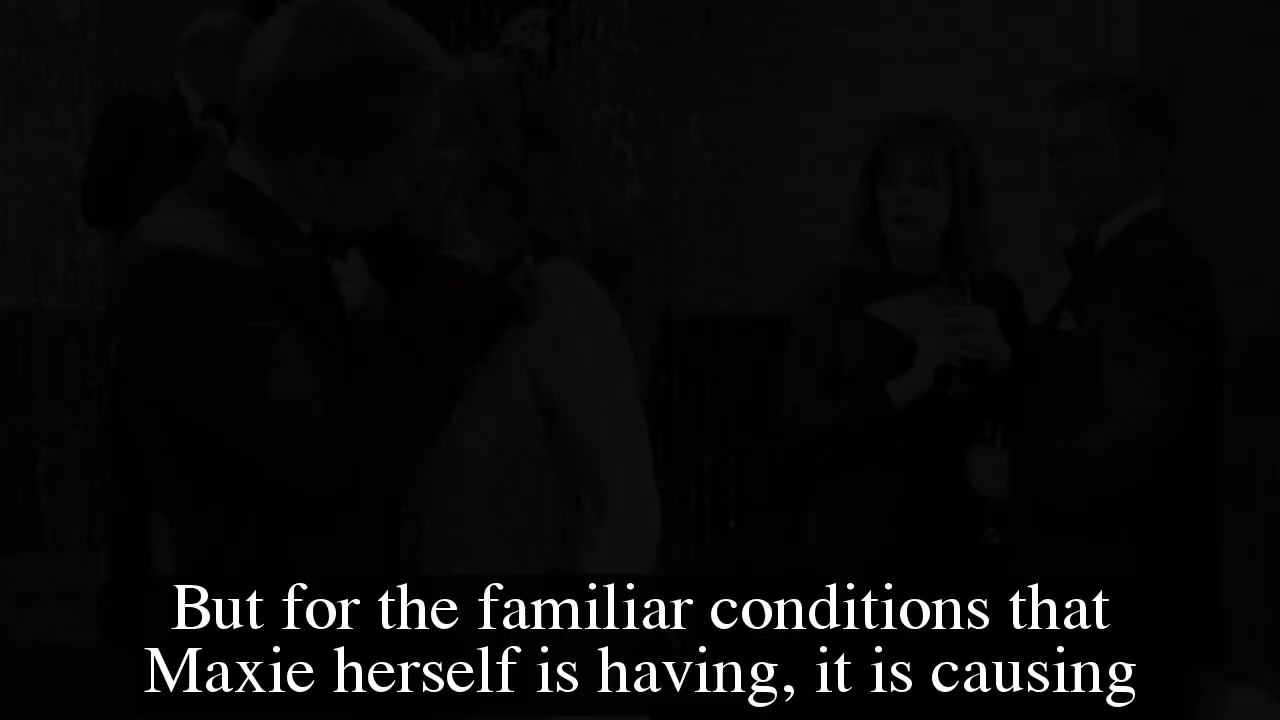 But for the familiar conditions that
Maxie herself is having, it is causing